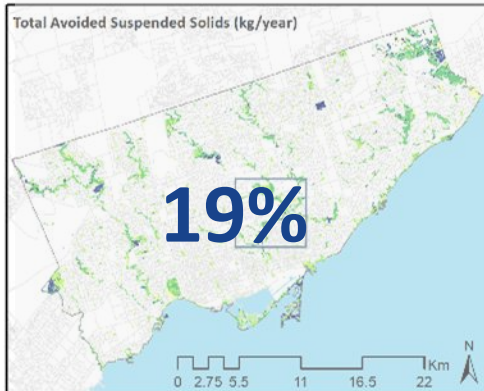 Total Avoided Suspended Solids (kg/year)
19%
N
Km
0 2.75 5.5 11 16.5 22